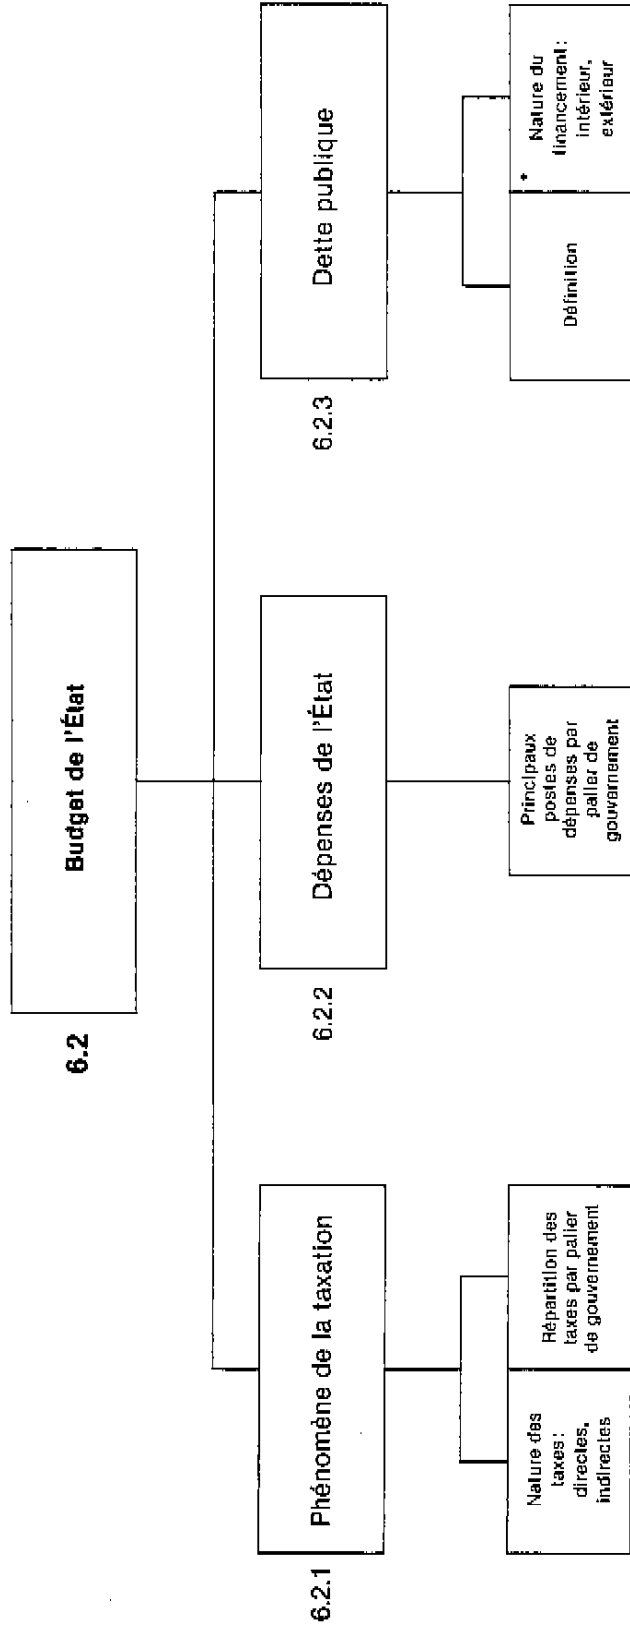 6.2
Budget de l'État
6.2.1
Phénomène de la taxation
6.2.2
Dépenses de l'État
6.2.3
Dette publique
Nature des
taxes:
directes,
indirectes
Répartition des
taxes par palier
de gouvernement
Principaux
postes de
dépenses par
palier de
gouvernement
Définition
*
Nature du
financement:
intérieur,
extérieur